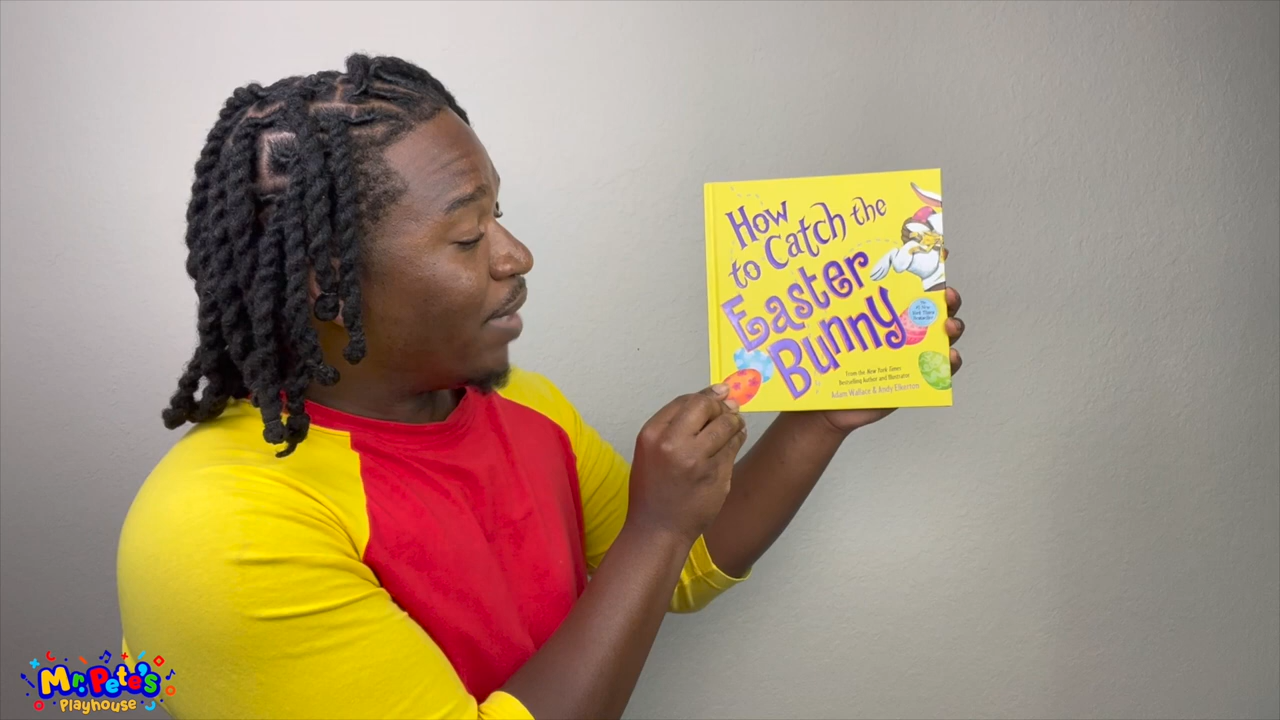 How
to Catch the
Easter
Bunny
From the New York Times
Bestselling Author and Illustrator
Adam Wallace & Andy Elkerton
Mr. Pete's
Playhouse